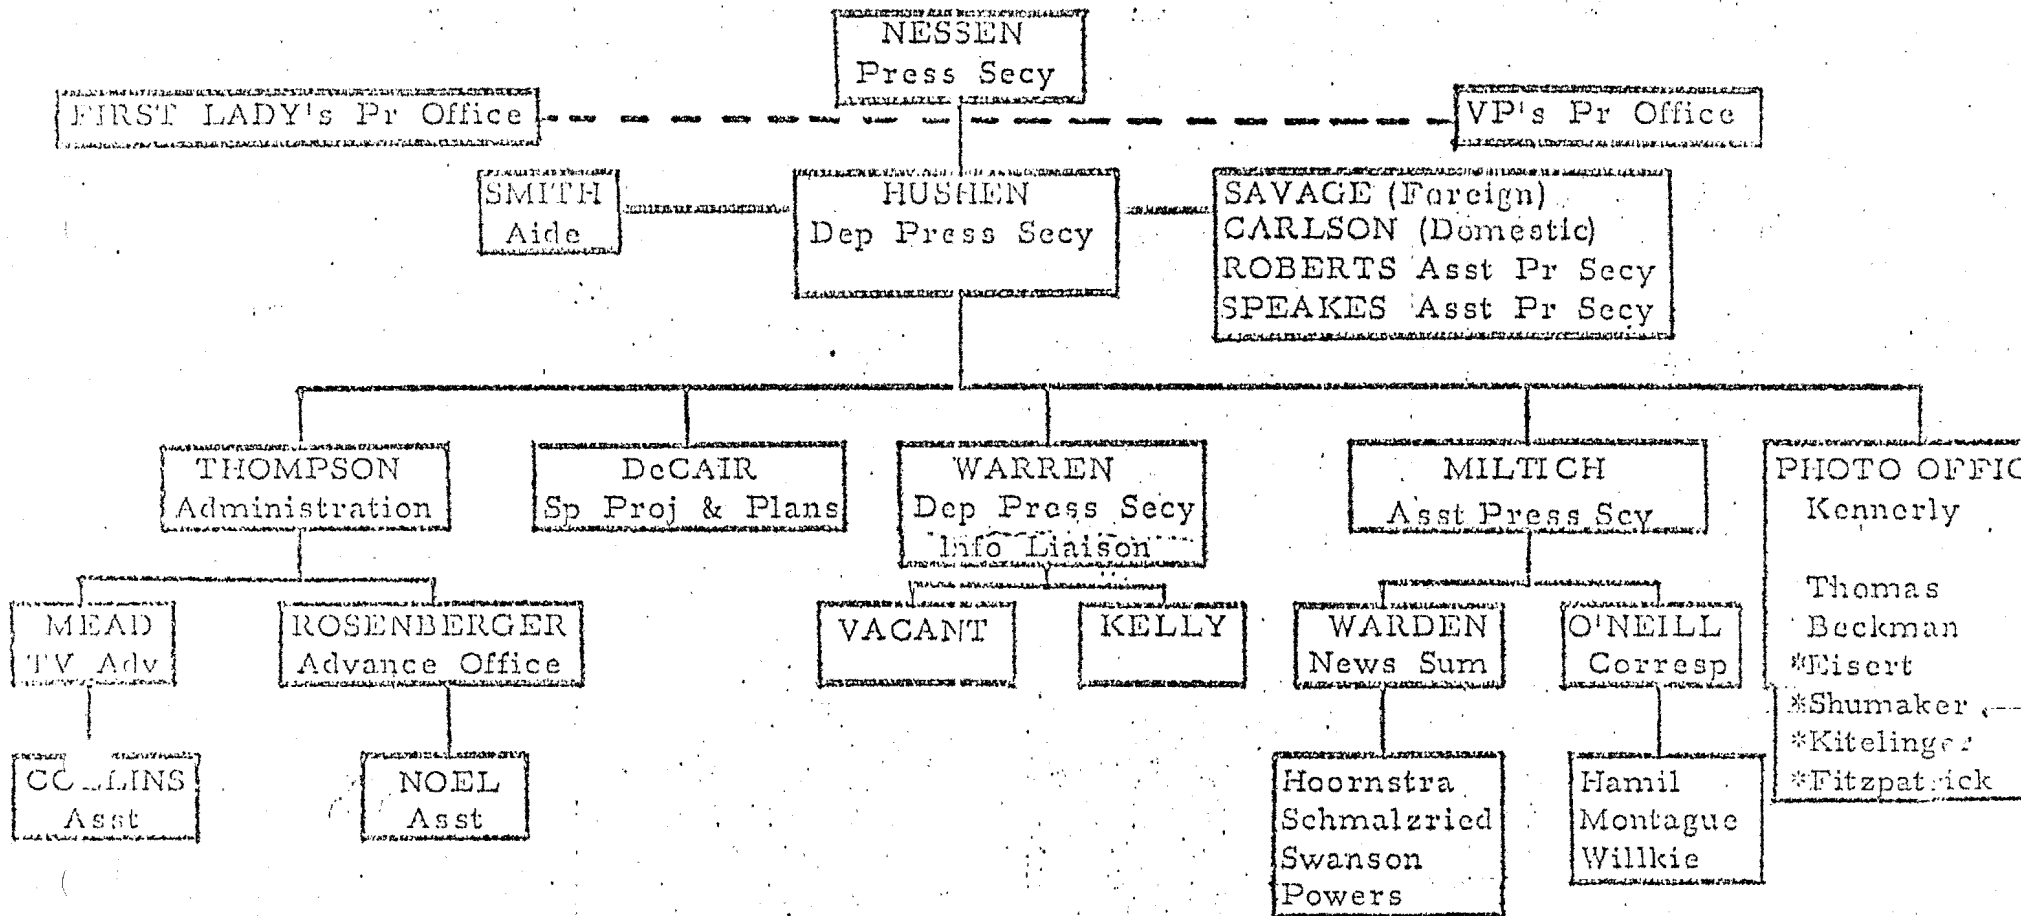 NESSEN
Press Secy
FIRST LADY's Pr Office
VP's Pr Office
SMITH
Aide
HUSHEN
Dep Press Secy
SAVAGE (Foreign)
CARLSON (Domestic)
ROBERTS Asst Pr Secy
SPEAKES Asst Pr Secy
THOMPSON
Administration
DeCAIR
Sp Proj & Plans
WARREN
Dep Press Secy
Info Liaison
MILTICH
Asst Press Scy
PHOTO OFFIC
Kennerly
Thomas
Beckman
*Eisert
*Shumaker
*Kitelinger
*Fitzpatrick
MEAD
TV Adv
ROSENBERGER
Advance Office
VACANT
KELLY
WARDEN
News Sum
O'NEILL
Corresp
COLLINS
Asst
NOEL
Asst
Hoornstra
Schmalzried
Swanson
Powers
Hamil
Montague
Willkie